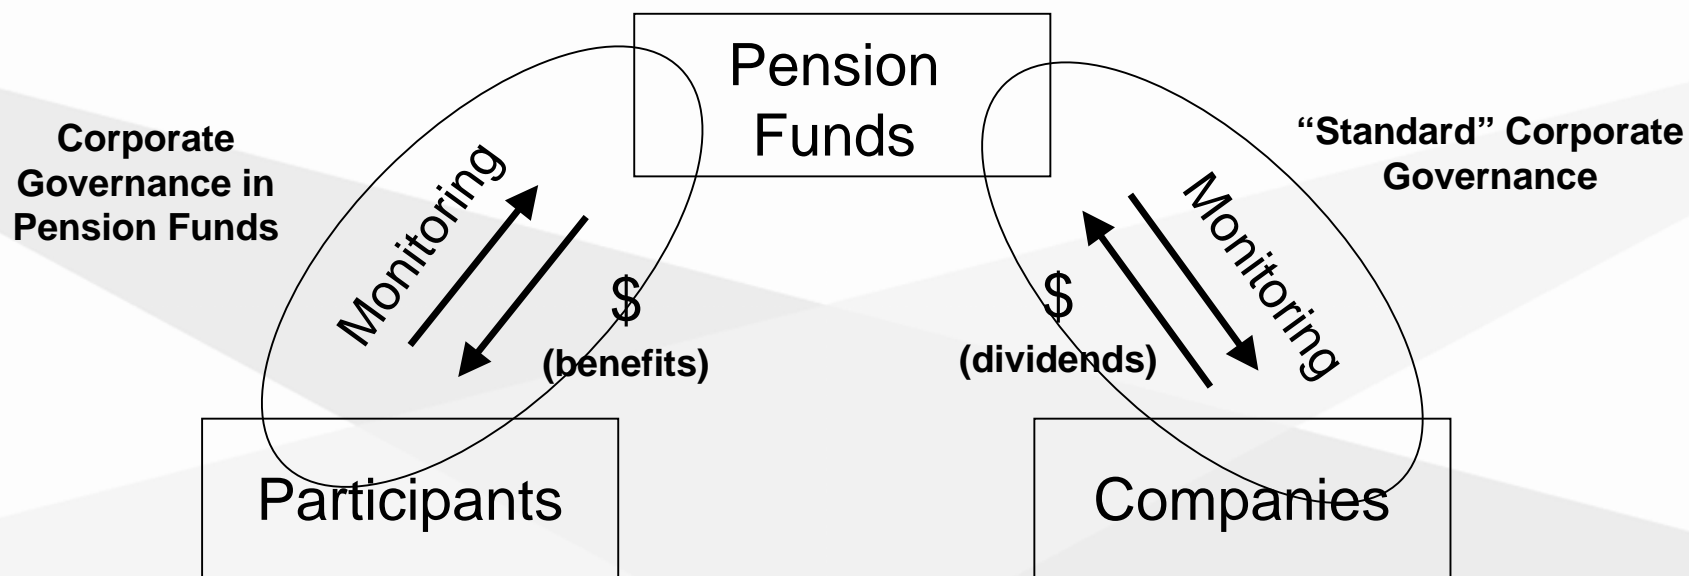 Pension
Funds
Corporate
Governance in
Pension Funds
“Standard” Corporate
Governance
Monitoring
Monitoring
$
(benefits)
$
(dividends)
Participants
Companies